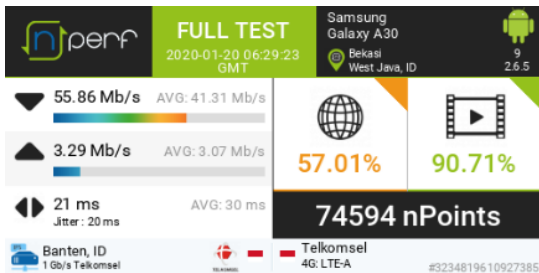 nperf
FULL TEST
2020-01-20 06:29:23
GMT
Samsung
Galaxy A30
Bekasi
West Java, ID
9
2.6.5
55.86 Mb/s AVG: 41.31 Mb/s
3.29 Mb/s AVG: 3.07 Mb/s
21 ms AVG: 30 ms
Jitter : 20 ms
57.01% 90.71%
74594 nPoints
Banten, ID
1 Gb/s Telkomsel
TELKOMSEL
Telkomsel
4G: LTE-A
#3234819610927385